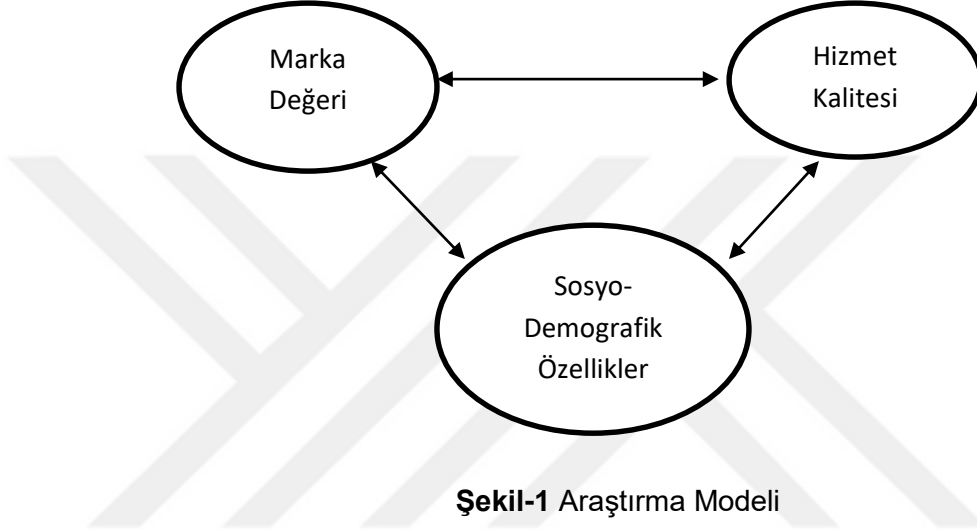 Marka
Değeri
Hizmet
Kalitesi
Sosyo-
Demografik
Özellikler
Şekil-1 Araştırma Modeli